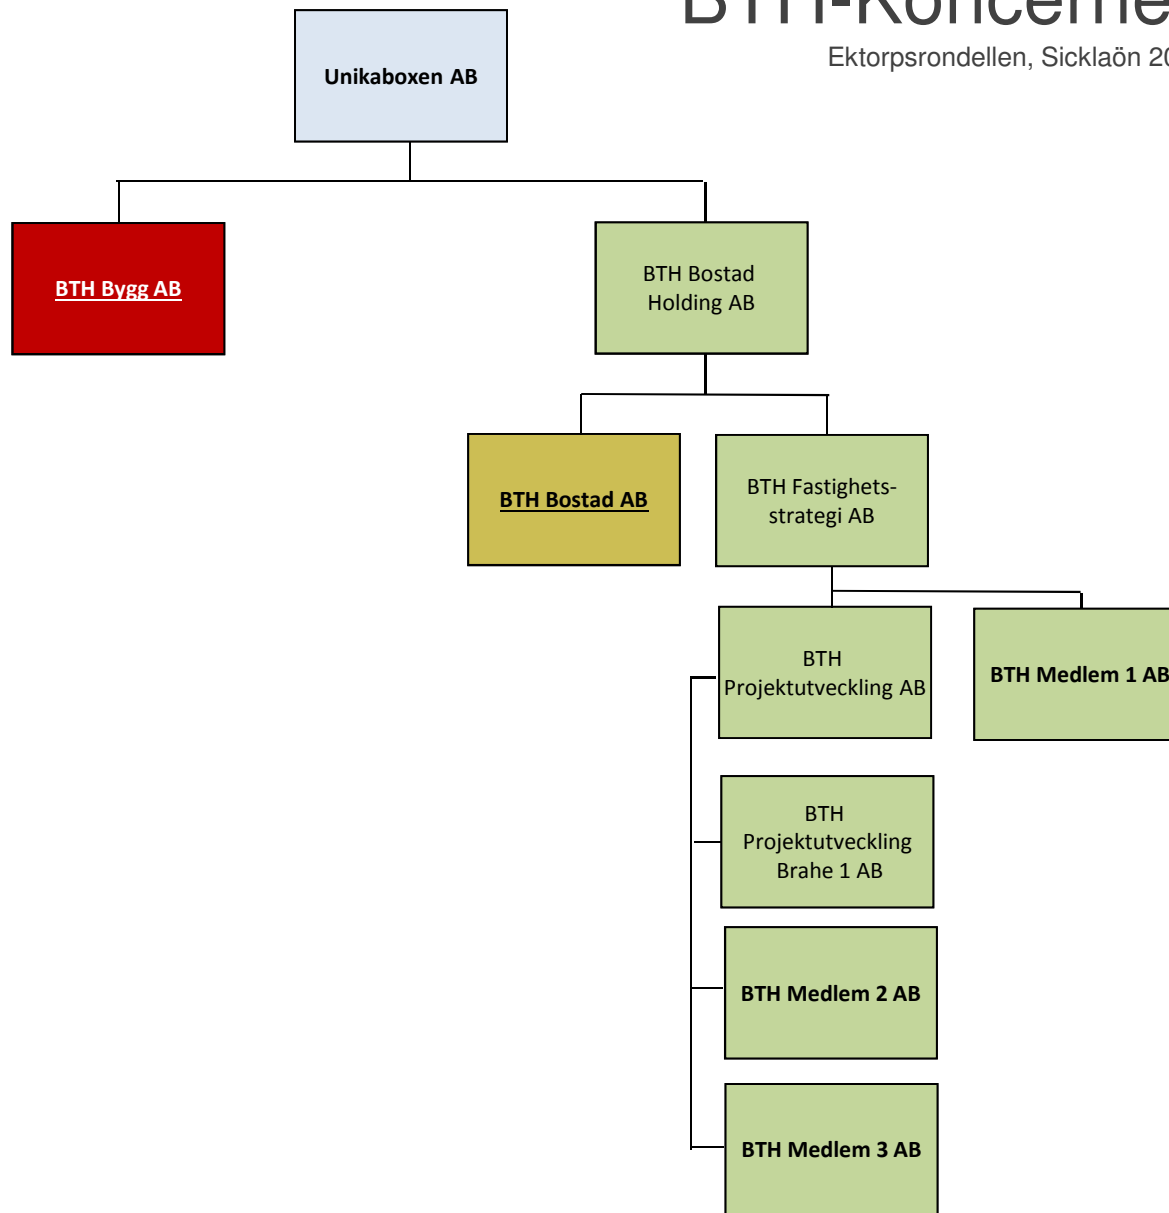 BTH-Koncerne
Ektorpsrondellen, Sicklaön 20
Unikaboxen AB
BTH Bygg AB
BTH Bostad
Holding AB
BTH Bostad AB
BTH Fastighets-
strategi AB
BTH
Projektutveckling AB
BTH Medlem 1 AB
BTH
Projektutveckling
Brahe 1 AB
BTH Medlem 2 AB
BTH Medlem 3 AB